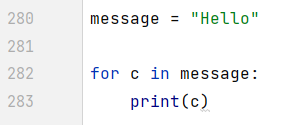 280 message = "Hello"
281
282 for c in message:
283     print(c)